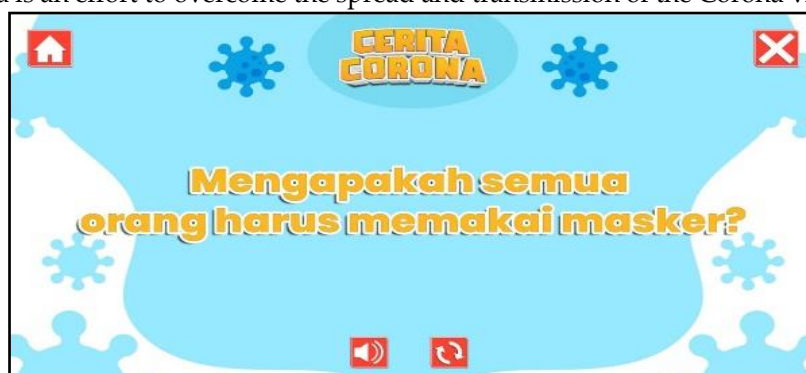 is an effort to overcome the spread and transmission of the Corona
CERITA
CORONA
Mengapakah semua
orang harus memakai masker?